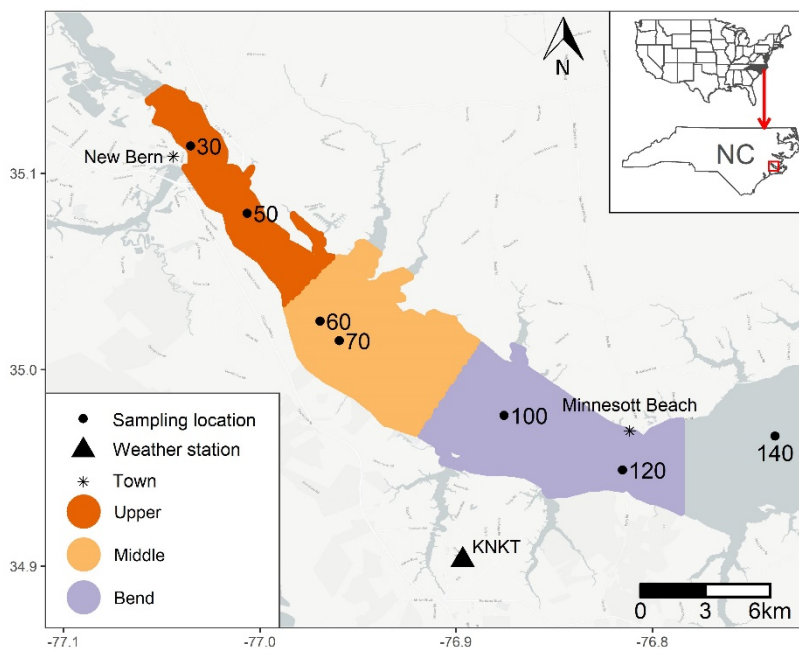 N
NC
35.1
35.0
34.9
New Bern
30
50
60
70
100
Minnesott Beach
120
140
KNKT
Sampling location
Weather station
Town
Upper
Middle
Bend
0 3 6km
-77.1 -77.0 -76.9 -76.8